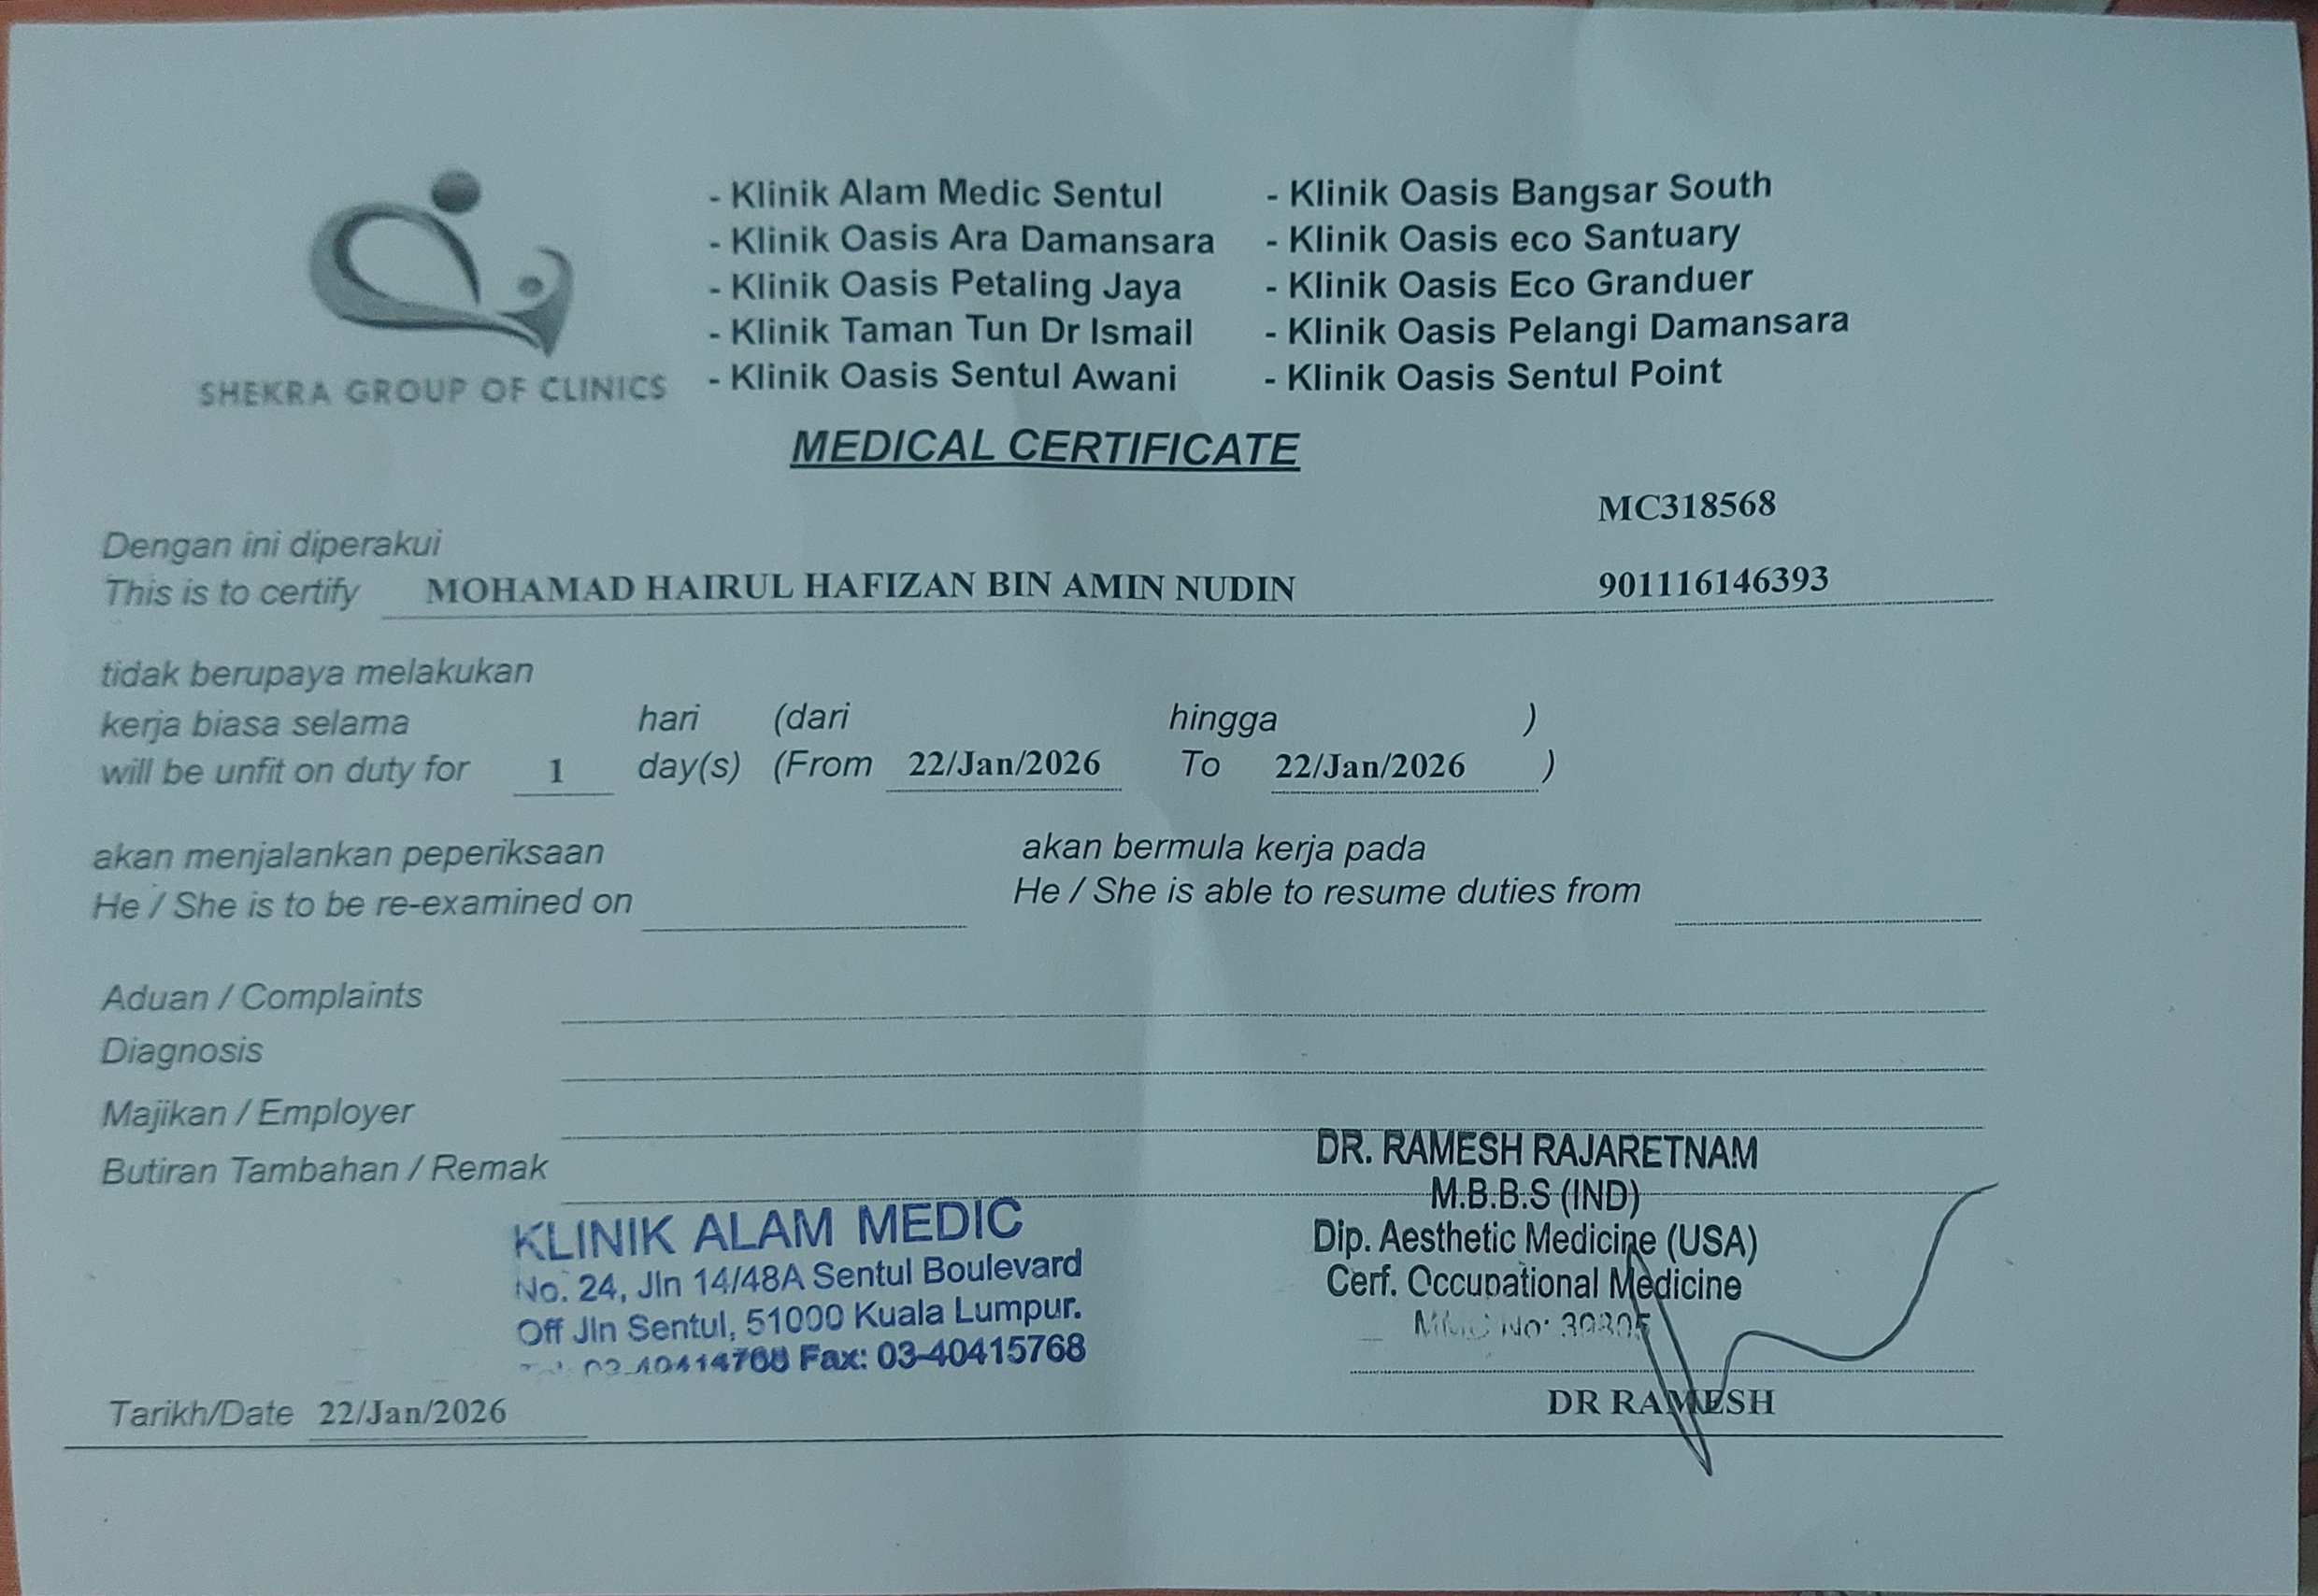 SHEKRA GROUP OF CLINICS
- Klinik Alam Medic Sentul
- Klinik Oasis Ara Damansara
- Klinik Oasis Petaling Jaya
- Klinik Taman Tun Dr Ismail
- Klinik Oasis Sentul Awani
- Klinik Oasis Bangsar South
- Klinik Oasis eco Santuary
- Klinik Oasis Eco Granduer
- Klinik Oasis Pelangi Damansara
- Klinik Oasis Sentul Point
MEDICAL CERTIFICATE
MC318568
Dengan ini diperakui
This is to certify MOHAMAD HAIRUL HAFIZAN BIN AMIN NUDIN 901116146393
tidak berupaya melakukan
kerja biasa selama hari (dari hingga )
will be unfit on duty for 1 day(s) (From 22/Jan/2026 To 22/Jan/2026 )
akan menjalankan peperiksaan akan bermula kerja pada
He / She is to be re-examined on He / She is able to resume duties from
Aduan / Complaints
Diagnosis
Majikan / Employer
Butiran Tambahan / Remak
DR. RAMESH RAJARETNAM
M.B.B.S (IND)
Dip. Aesthetic Medicine (USA)
Cerf. Occupational Medicine
MMC No:
KLINIK ALAM MEDIC
No. 24, Jln 14/48A Sentul Boulevard
Off Jln Sentul, 51000 Kuala Lumpur.
Tel: 03-40414768 Fax: 03-40415768
DR RAMESH
Tarikh/Date 22/Jan/2026